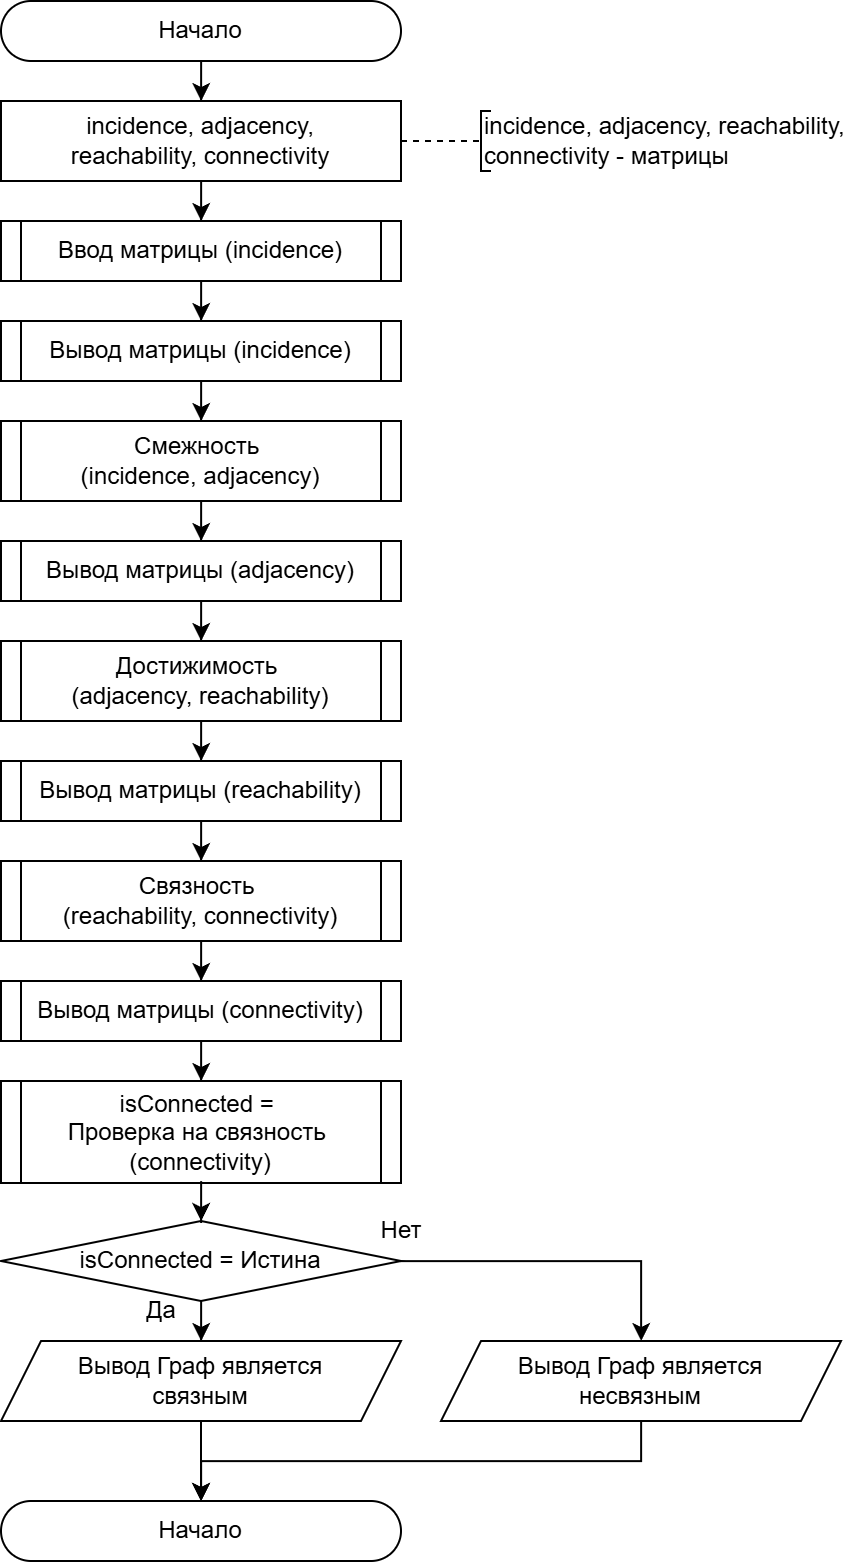 Начало
incidence, adjacency,
reachability, connectivity
incidence, adjacency, reachability,
connectivity - матрицы
Ввод матрицы (incidence)
Вывод матрицы (incidence)
Смежность
(incidence, adjacency)
Вывод матрицы (adjacency)
Достижимость
(adjacency, reachability)
Вывод матрицы (reachability)
Связность
(reachability, connectivity)
Вывод матрицы (connectivity)
isConnected =
Проверка на связность
(connectivity)
Нет
isConnected = Истина
Да
Вывод Граф является
связным
Вывод Граф является
несвязным
Начало